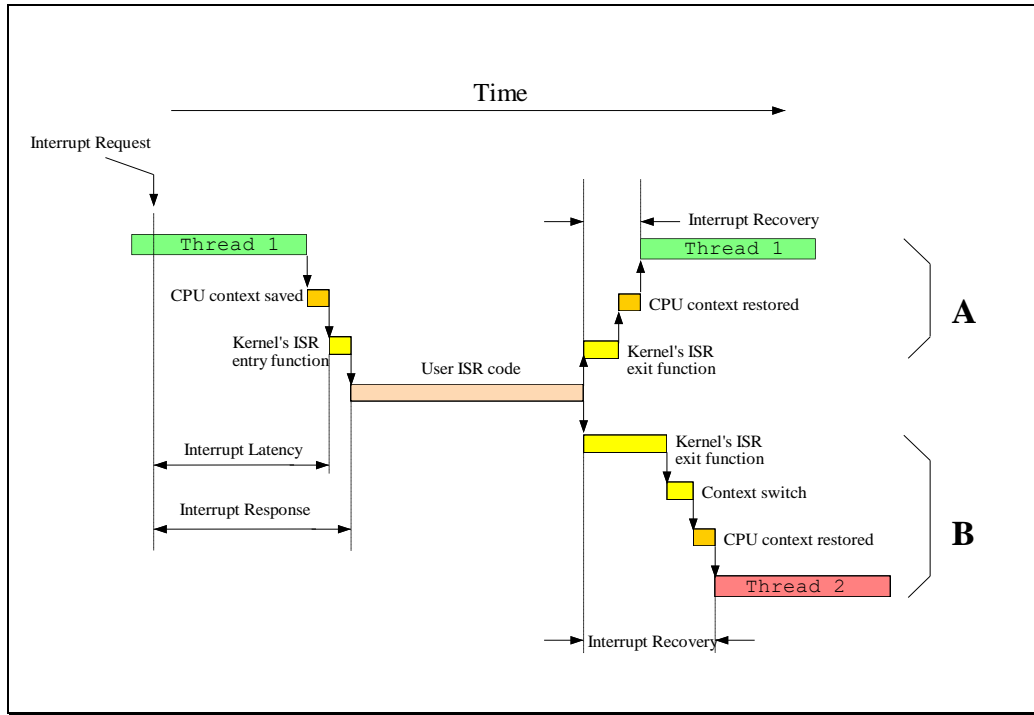 Time
Interrupt Request
Interrupt Recovery
Thread 1
Thread 1
CPU context saved
CPU context restored
A
Kernel's ISR
entry function
Kernel's ISR
exit function
User ISR code
Kernel's ISR
exit function
Interrupt Latency
Context switch
Interrupt Response
B
CPU context restored
Thread 2
Interrupt Recovery